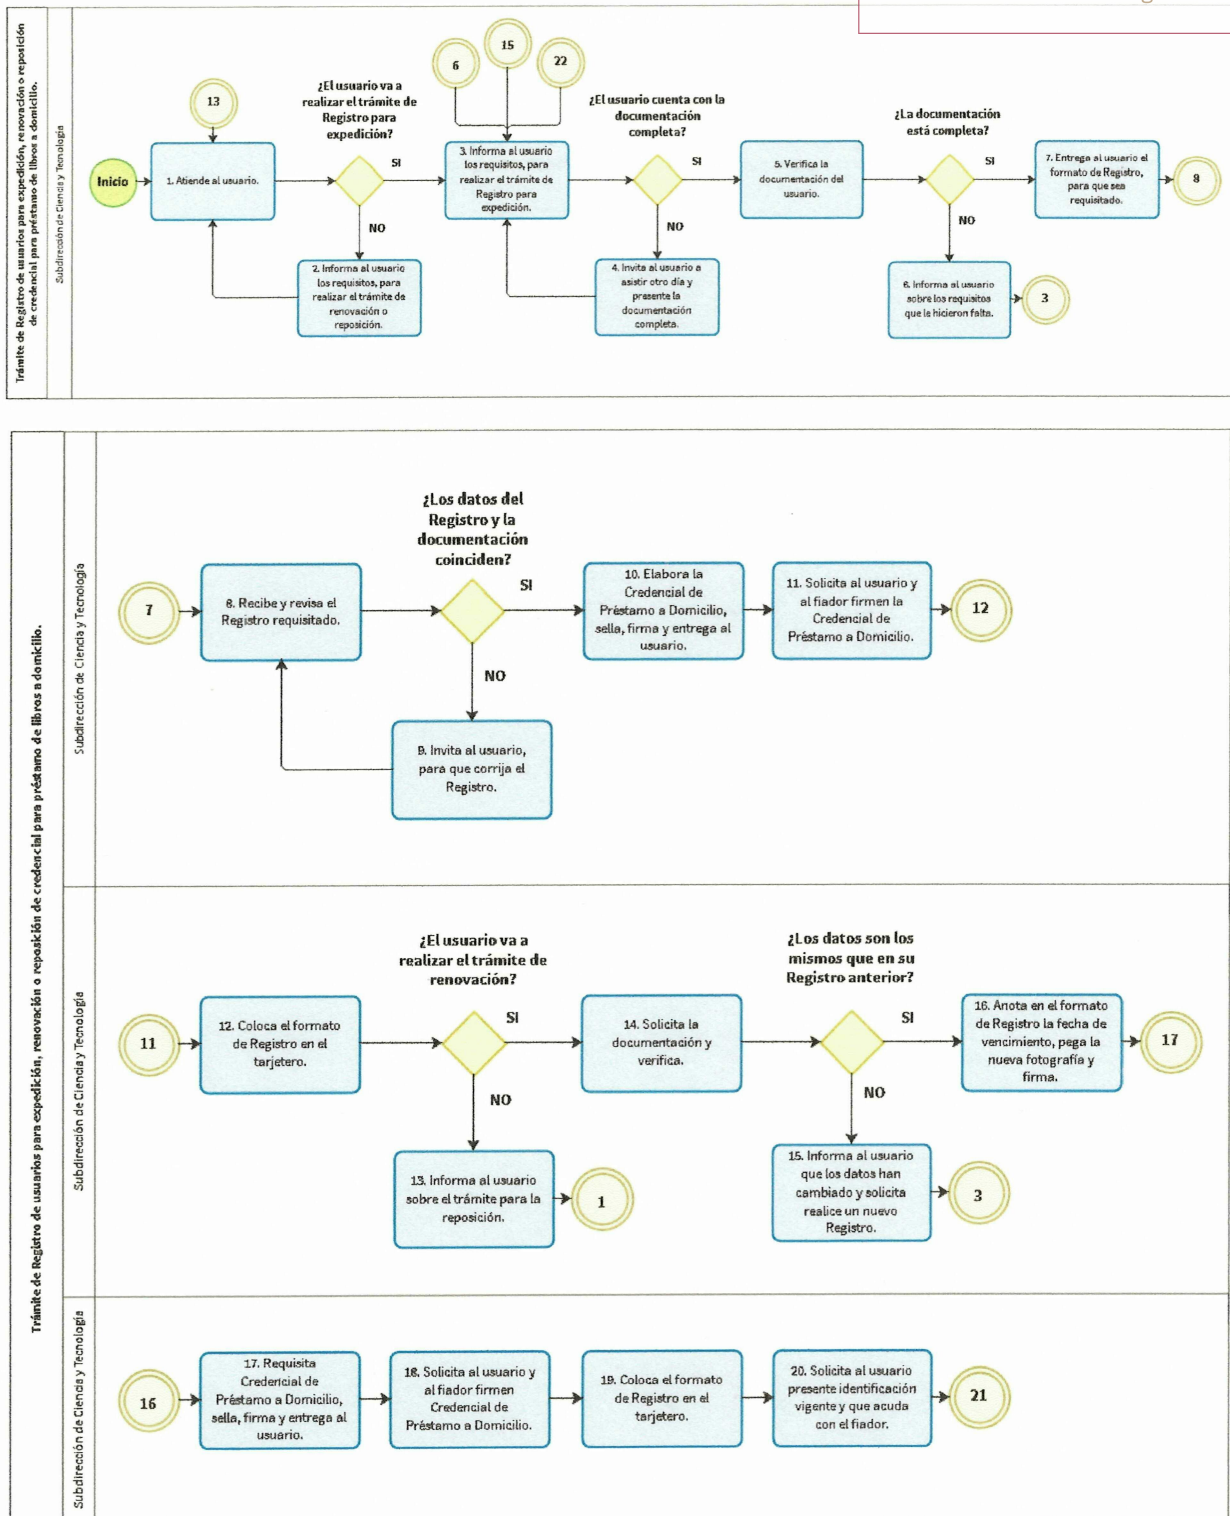 Trámite de Registro de usuarios para expedición, renovación o reposición
de credencial para préstamo de libros a domicilio.
Subdirección de Ciencia y Tecnología
Inicio
13
1. Atiende al usuario.
¿El usuario va a
realizar el trámite de
Registro para
expedición?
SI
NO
2. Informa al usuario
los requisitos, para
realizar el trámite de
renovación o
reposición.
6
15
22
3. Informa al usuario
los requisitos, para
realizar el trámite de
Registro para
expedición.
¿El usuario cuenta con la
documentación
completa?
SI
NO
4. Invita al usuario a
asistir otro día y
presente la
documentación
completa.
5. Verifica la
documentación del
usuario.
¿La documentación
está completa?
SI
NO
6. Informa al usuario
sobre los requisitos
que le hicieron falta.
3
7. Entrega al usuario el
formato de Registro,
para que sea
requisitado.
8
Trámite de Registro de usuarios para expedición, renovación o reposición de credencial para préstamo de libros a domicilio.
Subdirección de Ciencia y Tecnología
7
8. Recibe y revisa el
Registro requisitado.
¿Los datos del
Registro y la
documentación
coinciden?
SI
NO
9. Invita al usuario,
para que corrija el
Registro.
10. Elabora la
Credencial de
Préstamo a Domicilio,
sella, firma y entrega al
usuario.
11. Solicita al usuario y
al fiador firmen la
Credencial de
Préstamo a Domicilio.
12
Subdirección de Ciencia y Tecnología
11
12. Coloca el formato
de Registro en el
tarjetero.
¿El usuario va a
realizar el trámite de
renovación?
SI
NO
13. Informa al usuario
sobre el trámite para la
reposición.
1
14. Solicita la
documentación y
verifica.
¿Los datos son los
mismos que en su
Registro anterior?
SI
NO
15. Informa al usuario
que los datos han
cambiado y solicita
realice un nuevo
Registro.
3
16. Anota en el formato
de Registro la fecha de
vencimiento, pega la
nueva fotografía y
firma.
17
Subdirección de Ciencia y Tecnología
16
17. Requisita
Credencial de
Préstamo a Domicilio,
sella, firma y entrega al
usuario.
18. Solicita al usuario y
al fiador firmen
Credencial de
Préstamo a Domicilio.
19. Coloca el formato
de Registro en el
tarjetero.
20. Solicita al usuario
presente identificación
vigente y que acuda
con el fiador.
21